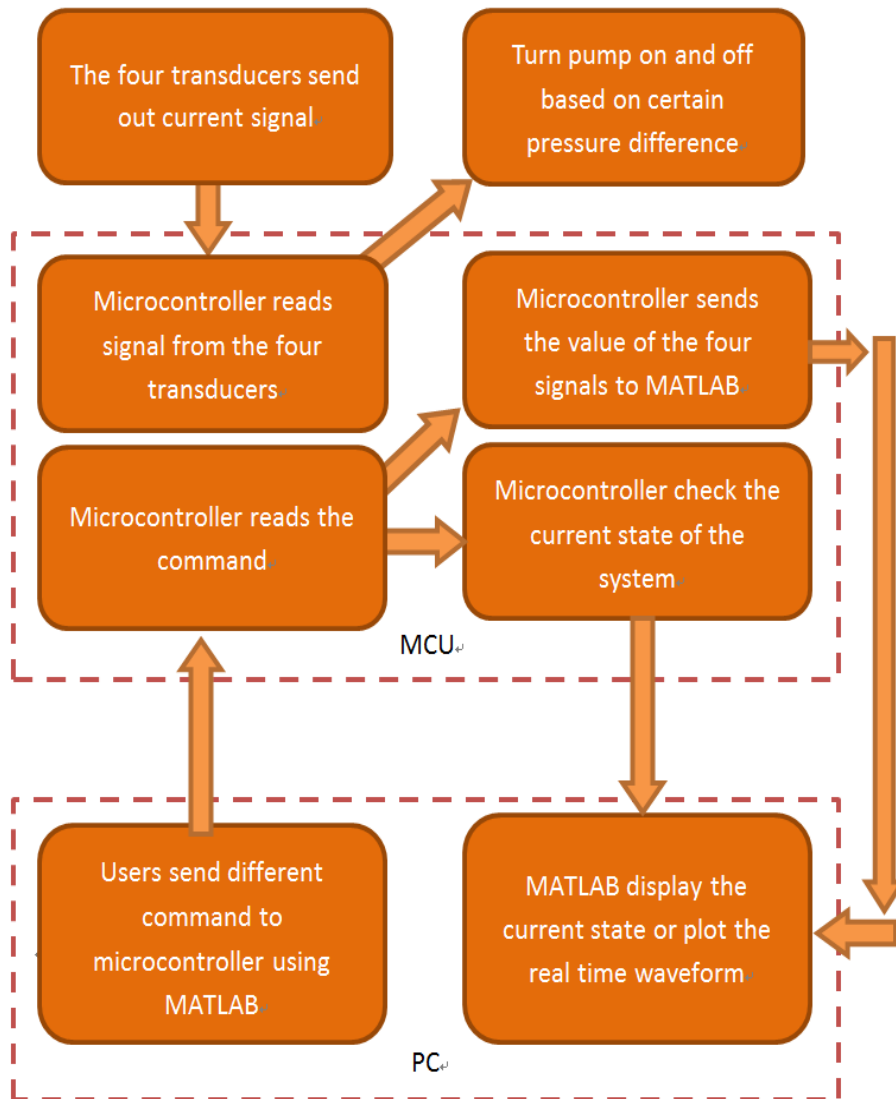 The four transducers send
out current signal
Turn pump on and off
based on certain
pressure difference
Microcontroller reads
signal from the four
transducers
Microcontroller sends
the value of the four
signals to MATLAB
Microcontroller reads the
command
Microcontroller check the
current state of the
system
MCU
Users send different
command to
microcontroller using
MATLAB
MATLAB display the
current state or plot the
real time waveform
PC